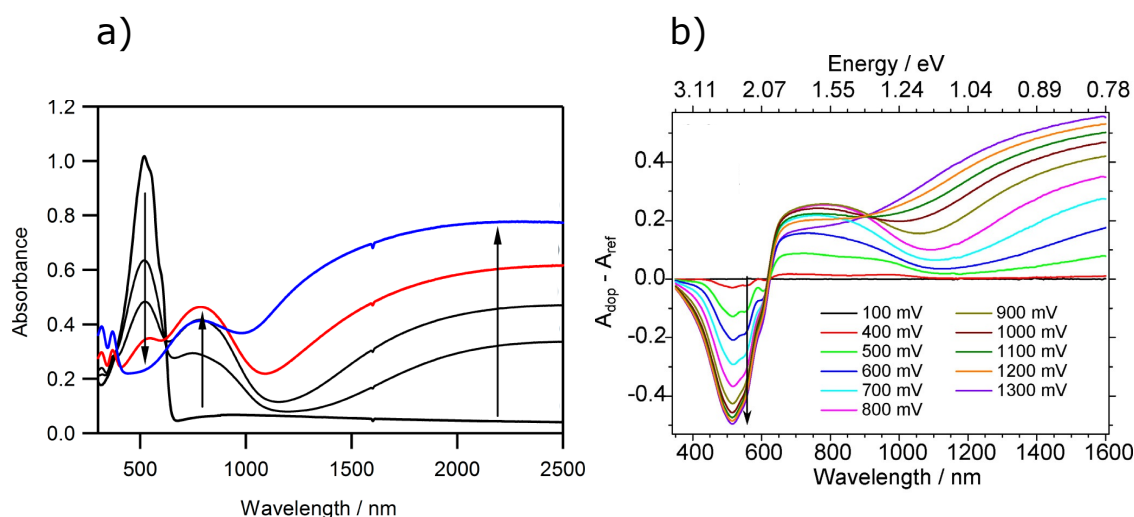 a)
b)
Absorbance
1.2
1.0
0.8
0.6
0.4
0.2
0.0
500
1000
1500
2000
2500
Wavelength / nm
Energy / eV
3.11 2.07 1.55 1.24 1.04 0.89 0.78
A_dop - A_ref
0.4
0.2
0.0
-0.2
-0.4
100 mV
400 mV
500 mV
600 mV
700 mV
800 mV
900 mV
1000 mV
1100 mV
1200 mV
1300 mV
400 600 800 1000 1200 1400 1600
Wavelength / nm